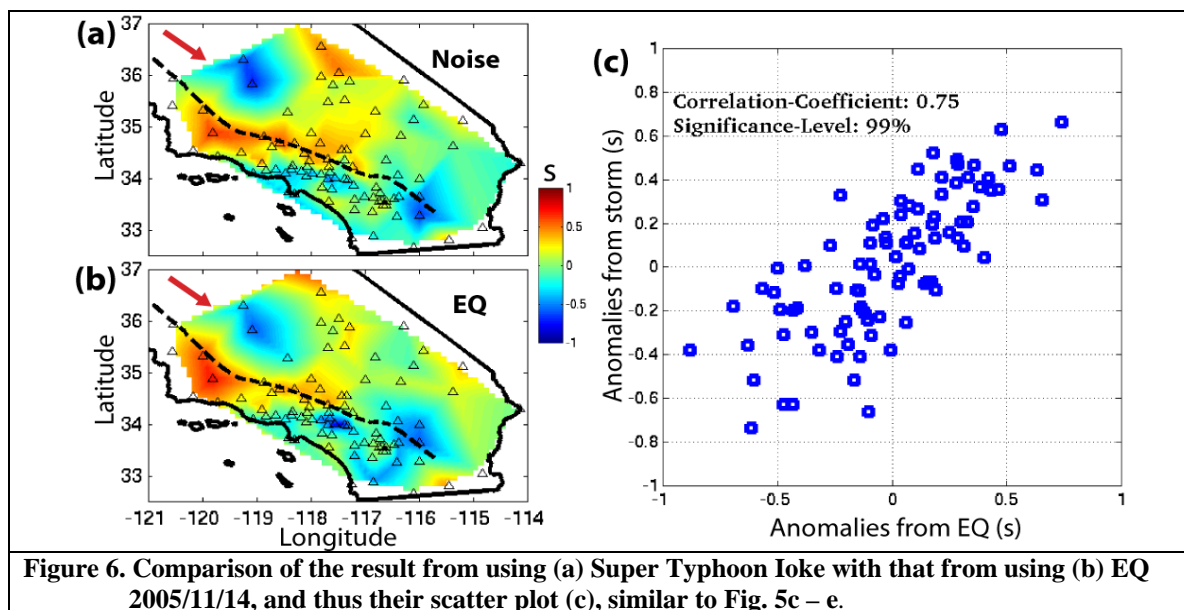 (a)
Noise
37
36
35
34
33
Latitude
S
1
0.5
0
-0.5
-1
(b)
EQ
37
36
35
34
33
Latitude
-121 -120 -119 -118 -117 -116 -115 -114
Longitude
(c)
Correlation-Coefficient: 0.75
Significance-Level: 99%
1
0.8
0.6
0.4
0.2
0
-0.2
-0.4
-0.6
-0.8
-1
Anomalies from storm (s)
-1 -0.5 0 0.5 1
Anomalies from EQ (s)
Figure 6. Comparison of the result from using (a) Super Typhoon Ioke with that from using (b) EQ
2005/11/14, and thus their scatter plot (c), similar to Fig. 5c – e.